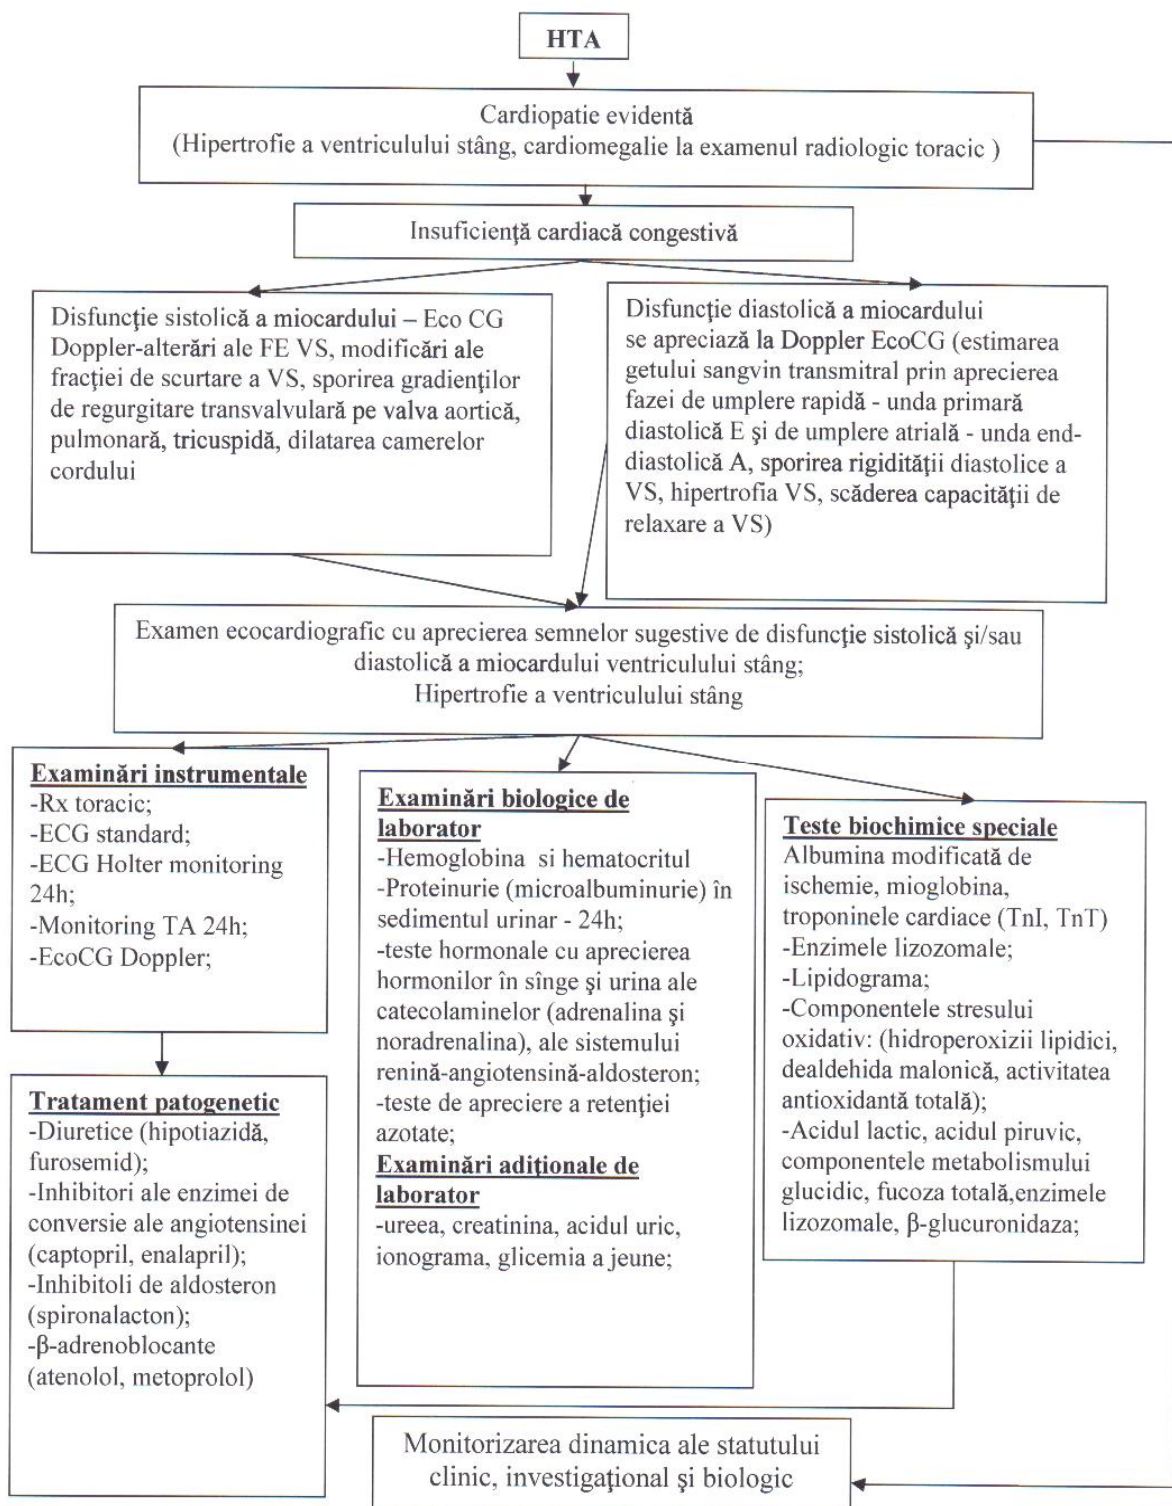 HTA
Cardiopatie evidentă
(Hipertrofie a ventriculului stâng, cardiomegalie la examenul radiologic toracic )
Insuficienţă cardiacă congestivă
Disfuncţie sistolică a miocardului – Eco CG
Doppler-alterări ale FE VS, modificări ale
fracţiei de scurtare a VS, sporirea gradienţilor
de regurgitare transvalvulară pe valva aortică,
pulmonară, tricuspidă, dilatarea camerelor
cordului
Disfuncţie diastolică a miocardului
se apreciază la Doppler EcoCG (estimarea
getului sangvin transmitral prin aprecierea
fazei de umplere rapidă - unda primară
diastolică E şi de umplere atrială - unda end-
diastolică A, sporirea rigidităţii diastolice a
VS, hipertrofia VS, scăderea capacităţii de
relaxare a VS)
Examen ecocardiografic cu aprecierea semnelor sugestive de disfuncţie sistolică şi/sau
diastolică a miocardului ventriculului stâng;
Hipertrofie a ventriculului stâng
Examinări instrumentale
-Rx toracic;
-ECG standard;
-ECG Holter monitoring
24h;
-Monitoring TA 24h;
-EcoCG Doppler;
Examinări biologice de
laborator
-Hemoglobina si hematocritul
-Proteinurie (microalbuminurie) în
sedimentul urinar - 24h;
-teste hormonale cu aprecierea
hormonilor în sînge şi urina ale
catecolaminelor (adrenalina şi
noradrenalina), ale sistemului
renină-angiotensină-aldosteron;
-teste de apreciere a retenţiei
azotate;
Examinări adiţionale de
laborator
-ureea, creatinina, acidul uric,
ionograma, glicemia a jeune;
Teste biochimice speciale
Albumina modificată de
ischemie, mioglobina,
troponinele cardiace (TnI, TnT)
-Enzimele lizozomale;
-Lipidograma;
-Componentele stresului
oxidativ: (hidroperoxizii lipidici,
dealdehida malonică, activitatea
antioxidantă totală);
-Acidul lactic, acidul piruvic,
componentele metabolismului
glucidic, fucoza totală,enzimele
lizozomale, β-glucuronidaza;
Tratament patogenetic
-Diuretice (hipotiazidă,
furosemid);
-Inhibitori ale enzimei de
conversie ale angiotensinei
(captopril, enalapril);
-Inhibitoli de aldosteron
(spironalacton);
-β-adrenoblocante
(atenolol, metoprolol)
Monitorizarea dinamica ale statutului
clinic, investigaţional şi biologic